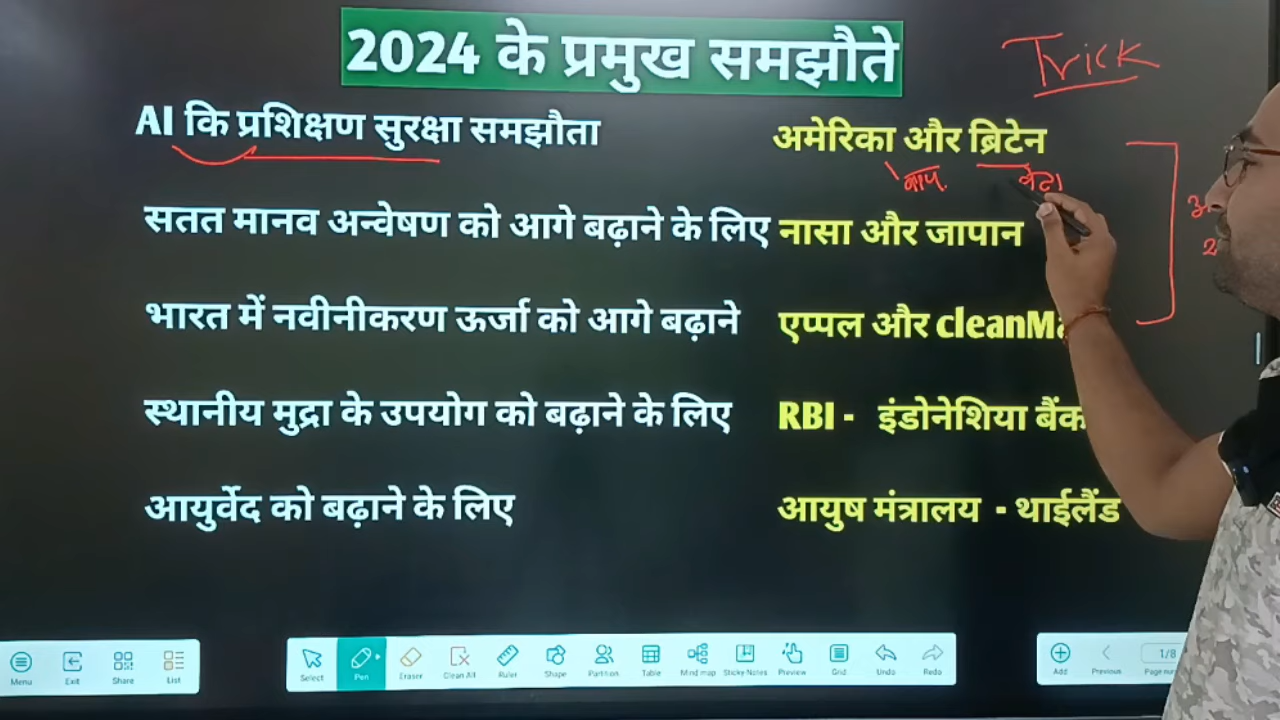 2024 के प्रमुख समझौते
Trick
AI कि प्रशिक्षण सुरक्षा समझौता अमेरिका और ब्रिटेन
बाप बेटा
सतत मानव अन्वेषण को आगे बढ़ाने के लिए नासा और जापान
भारत में नवीनीकरण ऊर्जा को आगे बढ़ाने एप्पल और cleanMa
स्थानीय मुद्रा के उपयोग को बढ़ाने के लिए RBI - इंडोनेशिया बैंक
आयुर्वेद को बढ़ाने के लिए आयुष मंत्रालय - थाईलैंड
Menu Exit Share List Select Pen Eraser Clean All Ruler Shape Partition Table Mind map Sticky Notes Preview Grid Undo Redo Add Previous 1/8